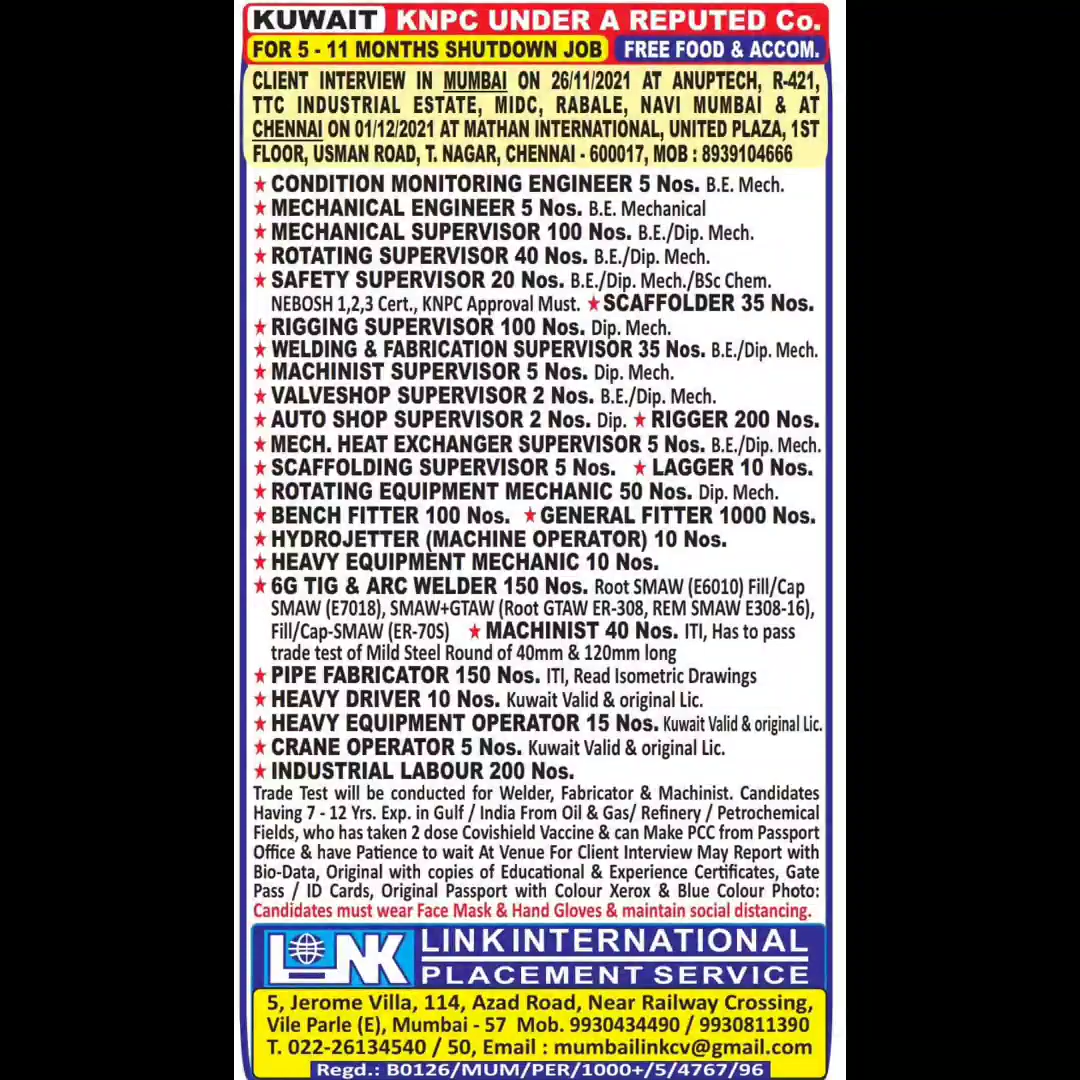 KUWAIT KNPC UNDER A REPUTED Co.
FOR 5 - 11 MONTHS SHUTDOWN JOB FREE FOOD & ACCOM.
CLIENT INTERVIEW IN MUMBAI ON 26/11/2021 AT ANUPTECH, R-421,
TTC INDUSTRIAL ESTATE, MIDC, RABALE, NAVI MUMBAI & AT
CHENNAI ON 01/12/2021 AT MATHAN INTERNATIONAL, UNITED PLAZA, 1ST
FLOOR, USMAN ROAD, T. NAGAR, CHENNAI - 600017, MOB : 8939104666
★ CONDITION MONITORING ENGINEER 5 Nos. B.E. Mech.
★ MECHANICAL ENGINEER 5 Nos. B.E. Mechanical
★ MECHANICAL SUPERVISOR 100 Nos. B.E./Dip. Mech.
★ ROTATING SUPERVISOR 40 Nos. B.E./Dip. Mech.
★ SAFETY SUPERVISOR 20 Nos. B.E./Dip. Mech./BSc Chem.
NEBOSH 1,2,3 Cert., KNPC Approval Must. ★ SCAFFOLDER 35 Nos.
★ RIGGING SUPERVISOR 100 Nos. Dip. Mech.
★ WELDING & FABRICATION SUPERVISOR 35 Nos. B.E./Dip. Mech.
★ MACHINIST SUPERVISOR 5 Nos. Dip. Mech.
★ VALVESHOP SUPERVISOR 2 Nos. B.E./Dip. Mech.
★ AUTO SHOP SUPERVISOR 2 Nos. Dip. ★ RIGGER 200 Nos.
★ MECH. HEAT EXCHANGER SUPERVISOR 5 Nos. B.E./Dip. Mech.
★ SCAFFOLDING SUPERVISOR 5 Nos. ★ LAGGER 10 Nos.
★ ROTATING EQUIPMENT MECHANIC 50 Nos. Dip. Mech.
★ BENCH FITTER 100 Nos. ★ GENERAL FITTER 1000 Nos.
★ HYDROJETTER (MACHINE OPERATOR) 10 Nos.
★ HEAVY EQUIPMENT MECHANIC 10 Nos.
★ 6G TIG & ARC WELDER 150 Nos. Root SMAW (E6010) Fill/Cap
SMAW (E7018), SMAW+GTAW (Root GTAW ER-308, REM SMAW E308-16),
Fill/Cap-SMAW (ER-70S) ★ MACHINIST 40 Nos. ITI, Has to pass
trade test of Mild Steel Round of 40mm & 120mm long
★ PIPE FABRICATOR 150 Nos. ITI, Read Isometric Drawings
★ HEAVY DRIVER 10 Nos. Kuwait Valid & original Lic.
★ HEAVY EQUIPMENT OPERATOR 15 Nos. Kuwait Valid & original Lic.
★ CRANE OPERATOR 5 Nos. Kuwait Valid & original Lic.
★ INDUSTRIAL LABOUR 200 Nos.
Trade Test will be conducted for Welder, Fabricator & Machinist. Candidates
Having 7 - 12 Yrs. Exp. in Gulf / India From Oil & Gas/ Refinery / Petrochemical
Fields, who has taken 2 dose Covishield Vaccine & can Make PCC from Passport
Office & have Patience to wait At Venue For Client Interview May Report with
Bio-Data, Original with copies of Educational & Experience Certificates, Gate
Pass / ID Cards, Original Passport with Colour Xerox & Blue Colour Photo:
Candidates must wear Face Mask & Hand Gloves & maintain social distancing.
LINK LINK INTERNATIONAL
PLACEMENT SERVICE
5, Jerome Villa, 114, Azad Road, Near Railway Crossing,
Vile Parle (E), Mumbai - 57 Mob. 9930434490 / 9930811390
T. 022-26134540 / 50, Email : mumbailinkcv@gmail.com
Regd.: B0126/MUM/PER/1000+/5/4767/96